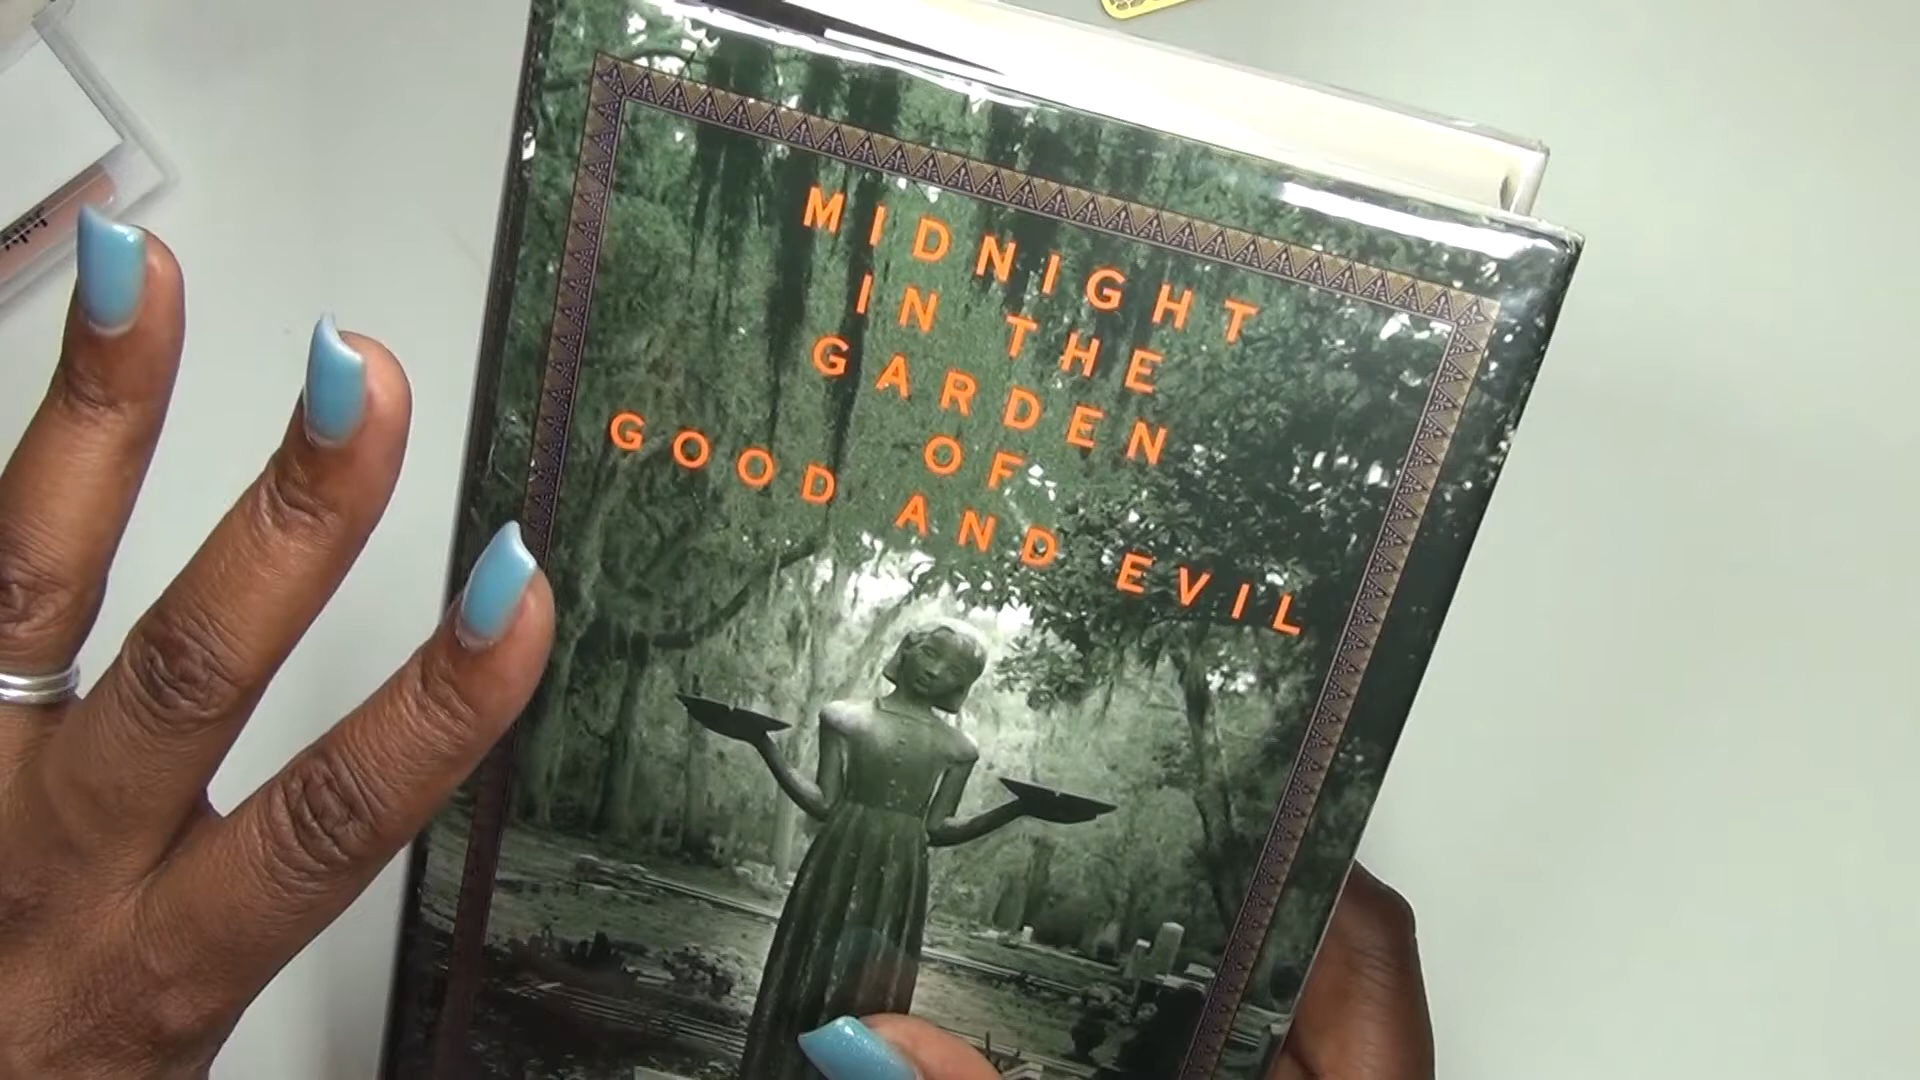 MIDNIGHT
IN THE
GARDEN
OF
GOOD AND EVIL